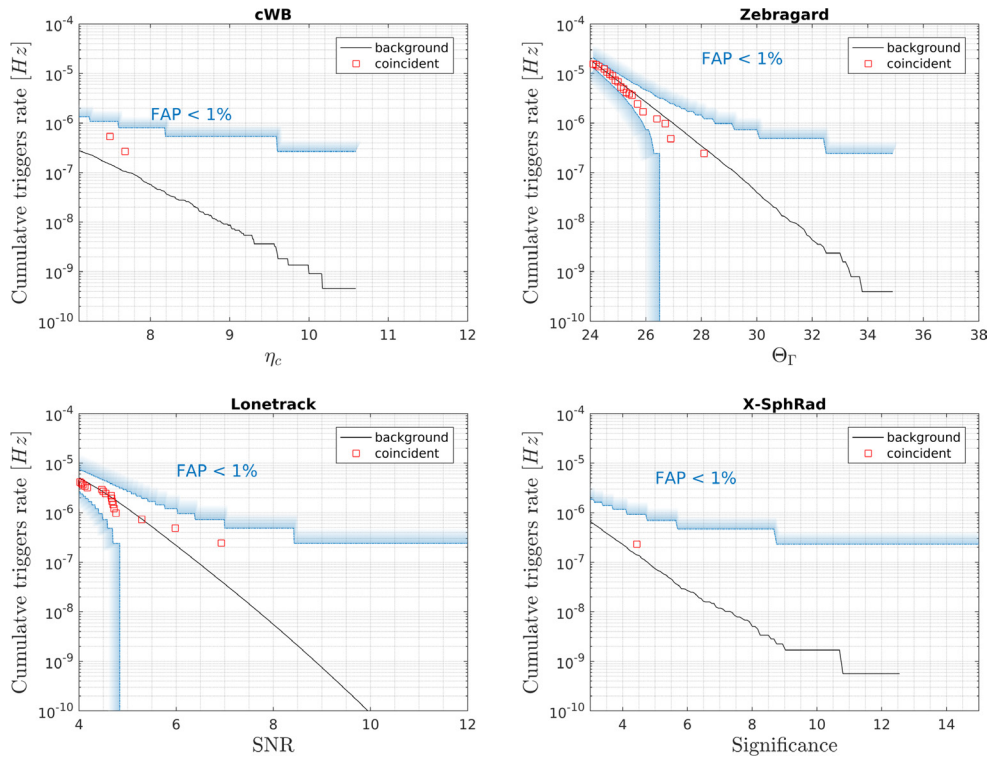 cWB
Cumulatve triggers rate [Hz]
10^-4
10^-5
10^-6
10^-7
10^-8
10^-9
10^-10
background
coincident
FAP < 1%
8 9 10 11 12
η_c
Zebragard
Cumulatve triggers rate [Hz]
10^-4
10^-5
10^-6
10^-7
10^-8
10^-9
10^-10
background
coincident
FAP < 1%
24 26 28 30 32 34 36 38
Θ_Γ
Lonetrack
Cumulatve triggers rate [Hz]
10^-4
10^-5
10^-6
10^-7
10^-8
10^-9
10^-10
background
coincident
FAP < 1%
4 6 8 10 12
SNR
X-SphRad
Cumulatve triggers rate [Hz]
10^-4
10^-5
10^-6
10^-7
10^-8
10^-9
10^-10
background
coincident
FAP < 1%
4 6 8 10 12 14
Significance